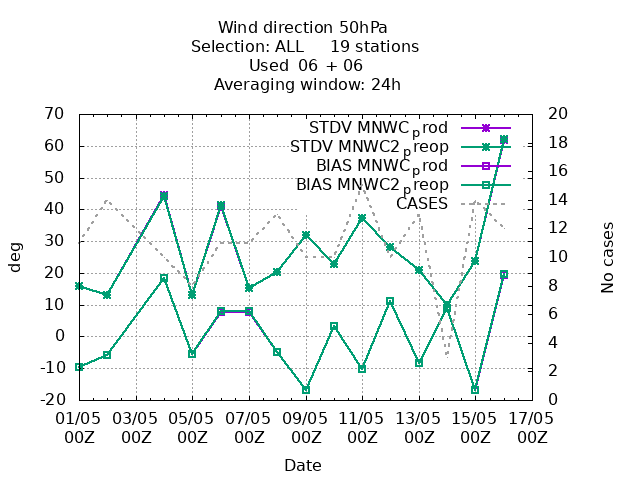 Wind direction 50hPa
Selection: ALL 19 stations
Used 06 + 06
Averaging window: 24h
STDV MNWC_prod
STDV MNWC2_preop
BIAS MNWC_prod
BIAS MNWC2_preop
CASES
70
60
50
40
30
20
10
0
-10
-20
deg
20
18
16
14
12
10
8
6
4
2
0
No cases
01/05 03/05 05/05 07/05 09/05 11/05 13/05 15/05 17/05
00Z 00Z 00Z 00Z 00Z 00Z 00Z 00Z 00Z
Date